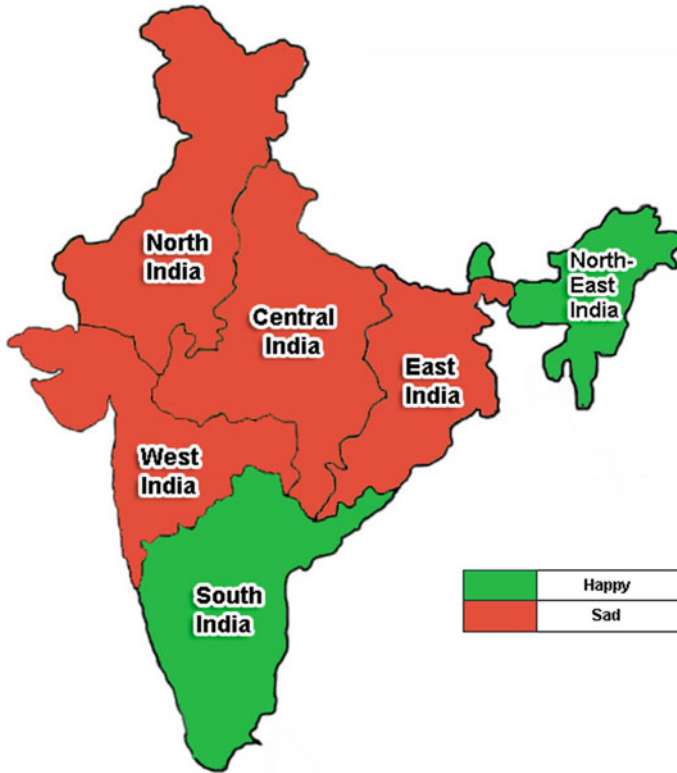 North
India
Central
India
North-
East
India
East
India
West
India
South
India
Happy
Sad